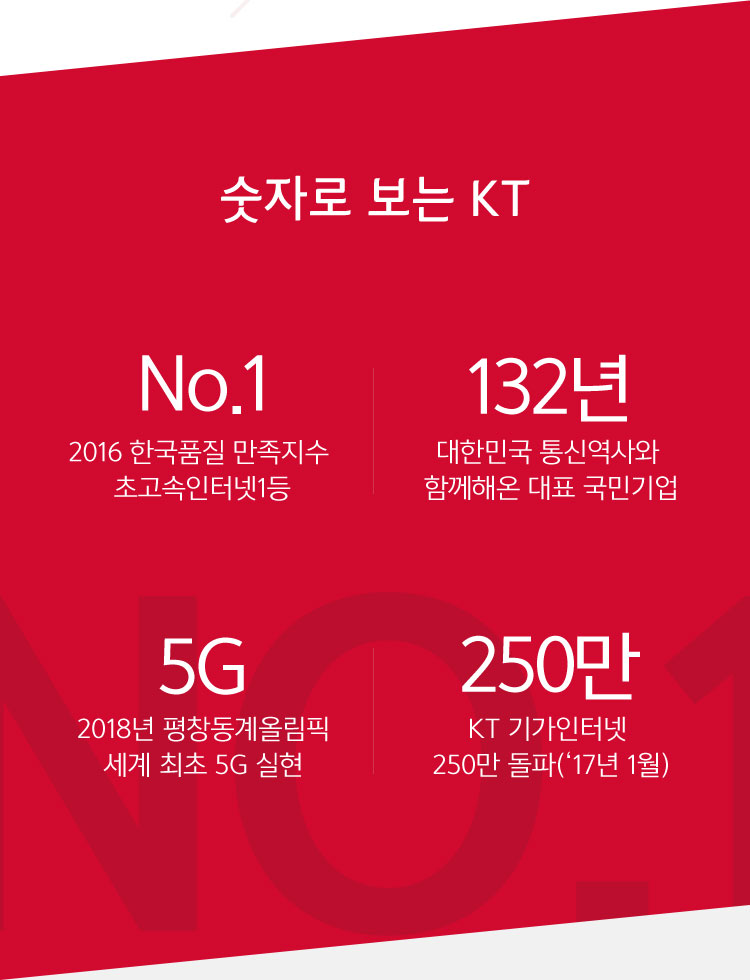 숫자로 보는 KT
No.1
2016 한국품질 만족지수
초고속인터넷1등
132년
대한민국 통신역사와
함께해온 대표 국민기업
5G
2018년 평창동계올림픽
세계 최초 5G 실현
250만
KT 기가인터넷
250만 돌파(‘17년 1월)
NO.1